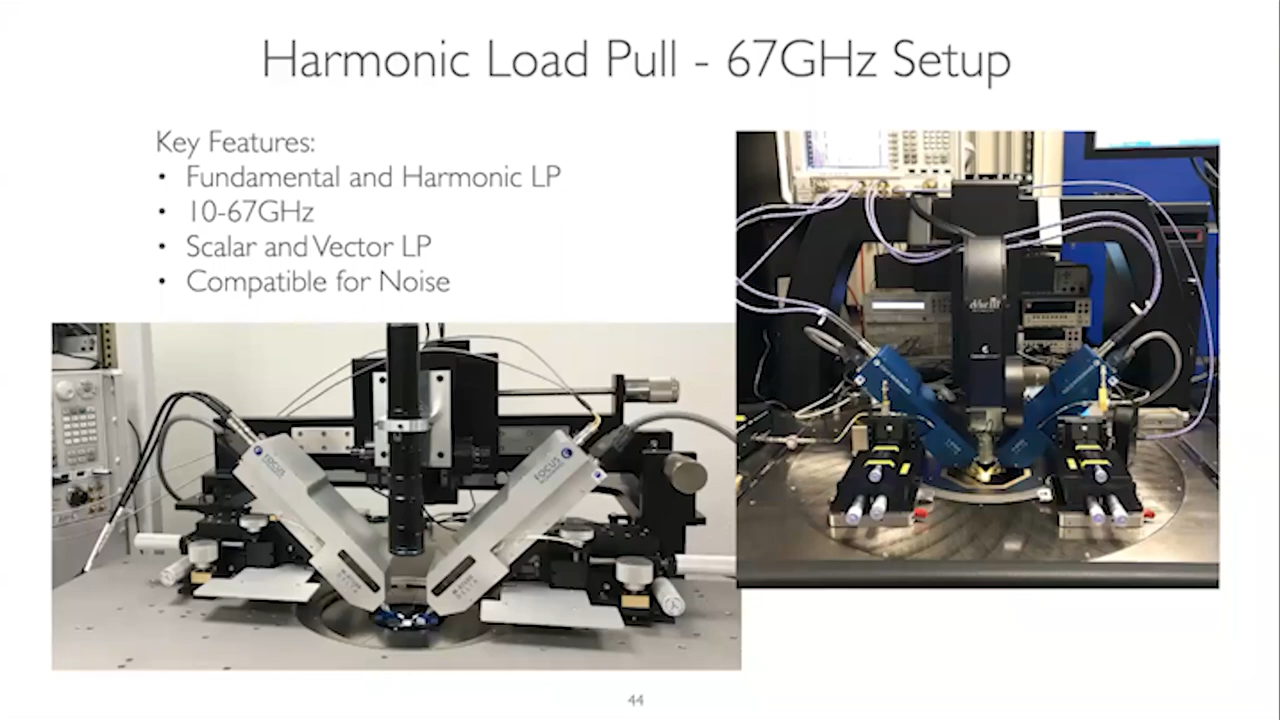 Harmonic Load Pull - 67GHz Setup
Key Features:
• Fundamental and Harmonic LP
• 10-67GHz
• Scalar and Vector LP
• Compatible for Noise
FOCUS
FOCUS
44